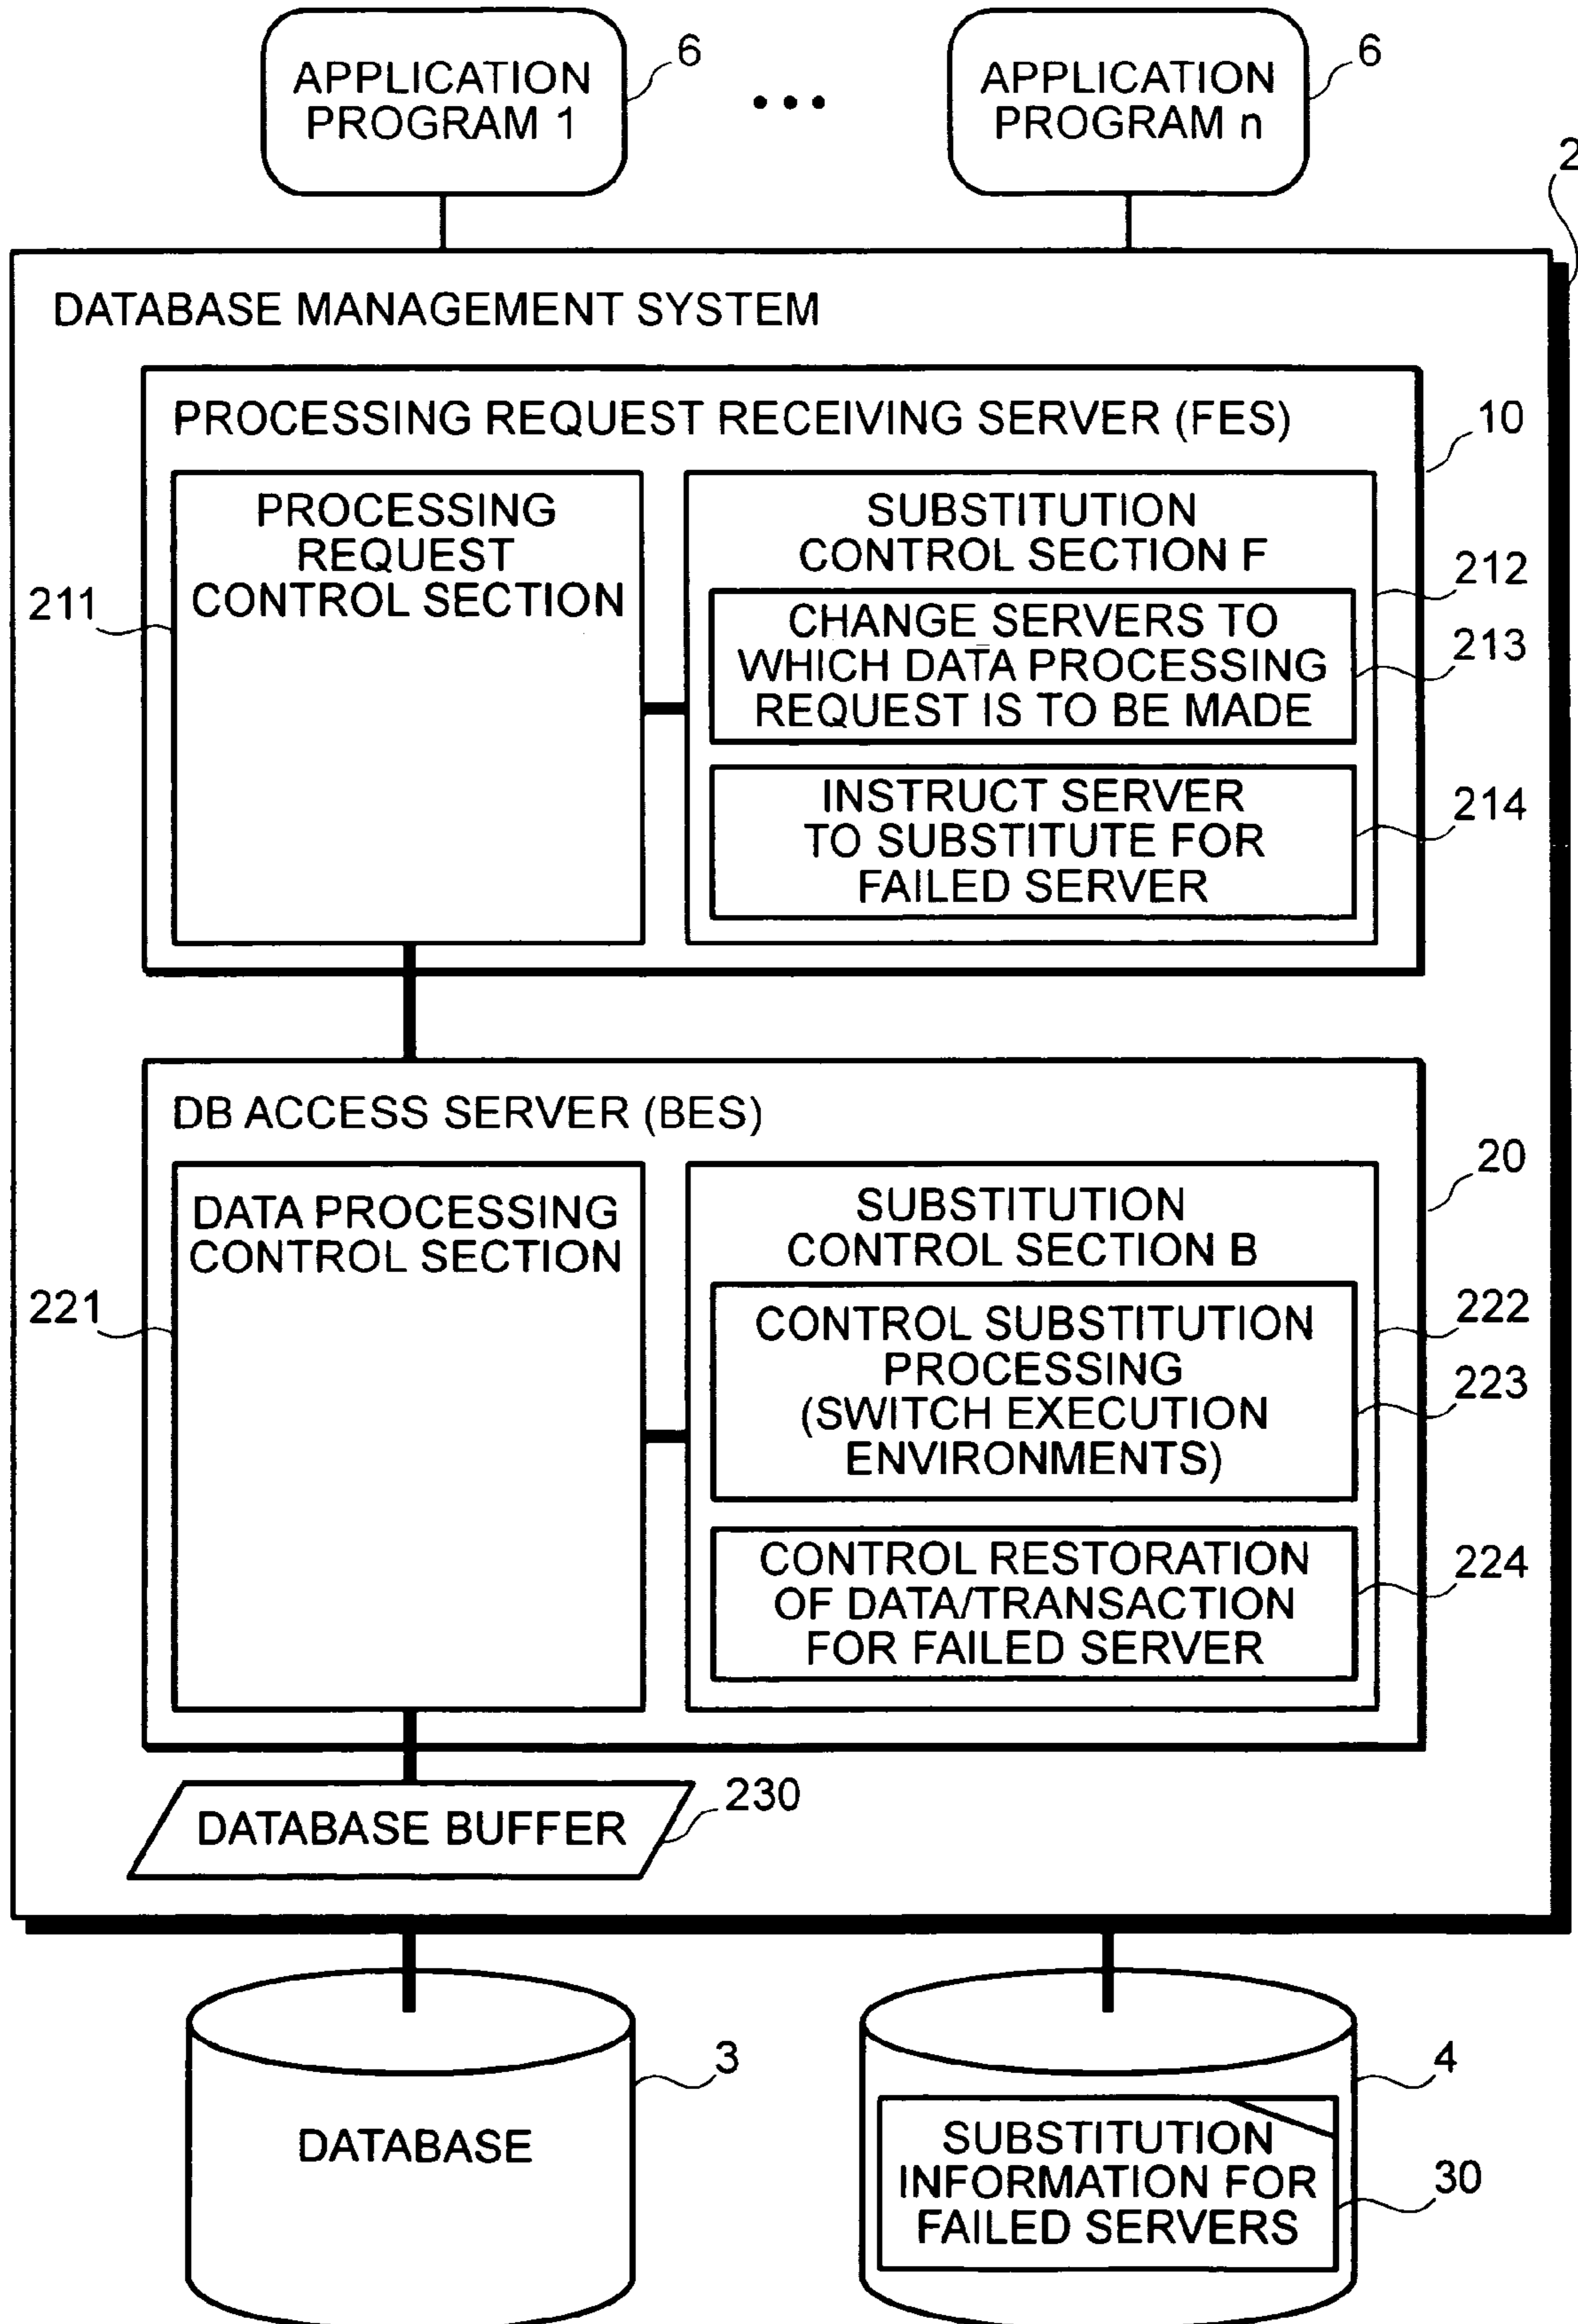 APPLICATION
PROGRAM 1
6
...
APPLICATION
PROGRAM n
6
2
DATABASE MANAGEMENT SYSTEM
PROCESSING REQUEST RECEIVING SERVER (FES)
10
PROCESSING
REQUEST
CONTROL SECTION
211
SUBSTITUTION
CONTROL SECTION F
212
CHANGE SERVERS TO
WHICH DATA PROCESSING
REQUEST IS TO BE MADE
213
INSTRUCT SERVER
TO SUBSTITUTE FOR
FAILED SERVER
214
DB ACCESS SERVER (BES)
20
DATA PROCESSING
CONTROL SECTION
221
SUBSTITUTION
CONTROL SECTION B
222
CONTROL SUBSTITUTION
PROCESSING
(SWITCH EXECUTION
ENVIRONMENTS)
223
CONTROL RESTORATION
OF DATA/TRANSACTION
FOR FAILED SERVER
224
DATABASE BUFFER
230
DATABASE
3
4
SUBSTITUTION
INFORMATION FOR
FAILED SERVERS
30